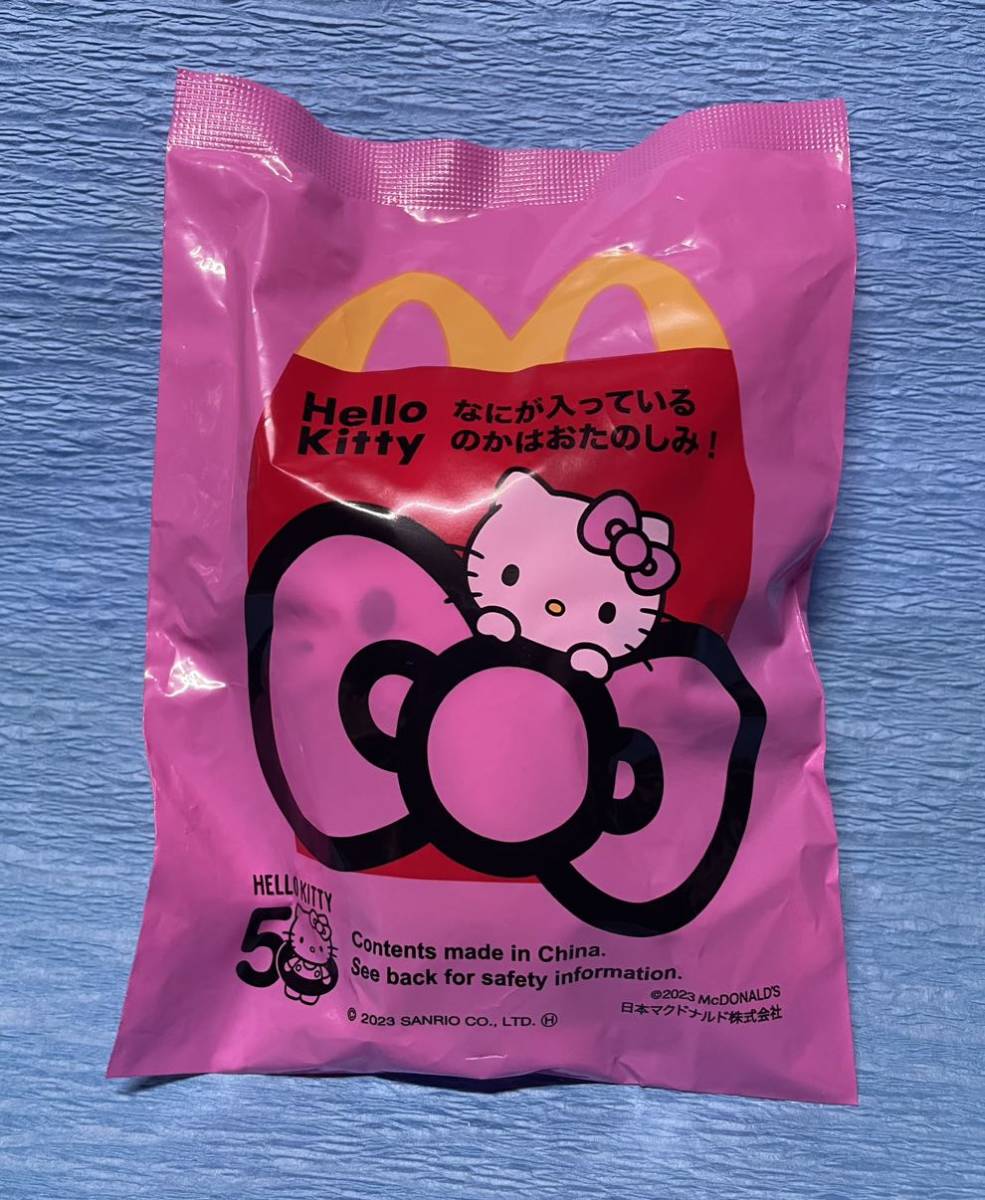 Hello なにが入っている
Kitty のかはおたのしみ!
HELLO KITTY
50
Contents made in China.
See back for safety information.
©2023 McDONALD'S
日本マクドナルド株式会社
© 2023 SANRIO CO., LTD. Ⓗ